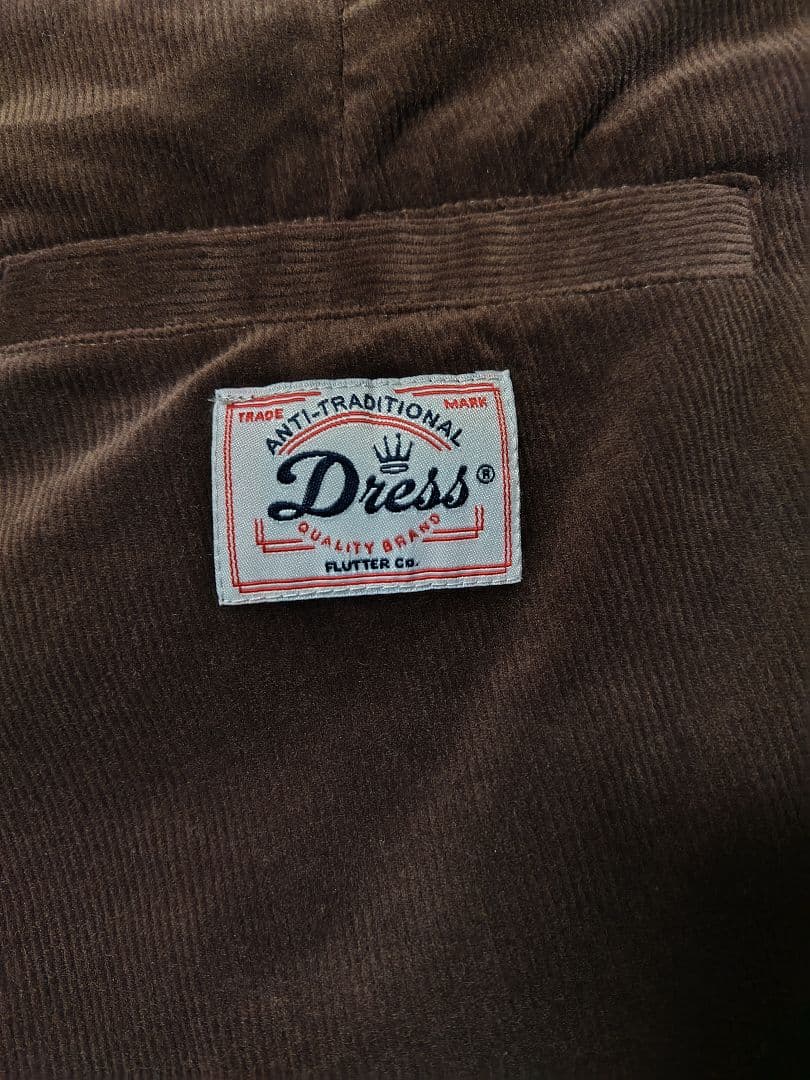 TRADE MARK
ANTI-TRADITIONAL
Dress®
QUALITY BRAND
FLUTTER Co.